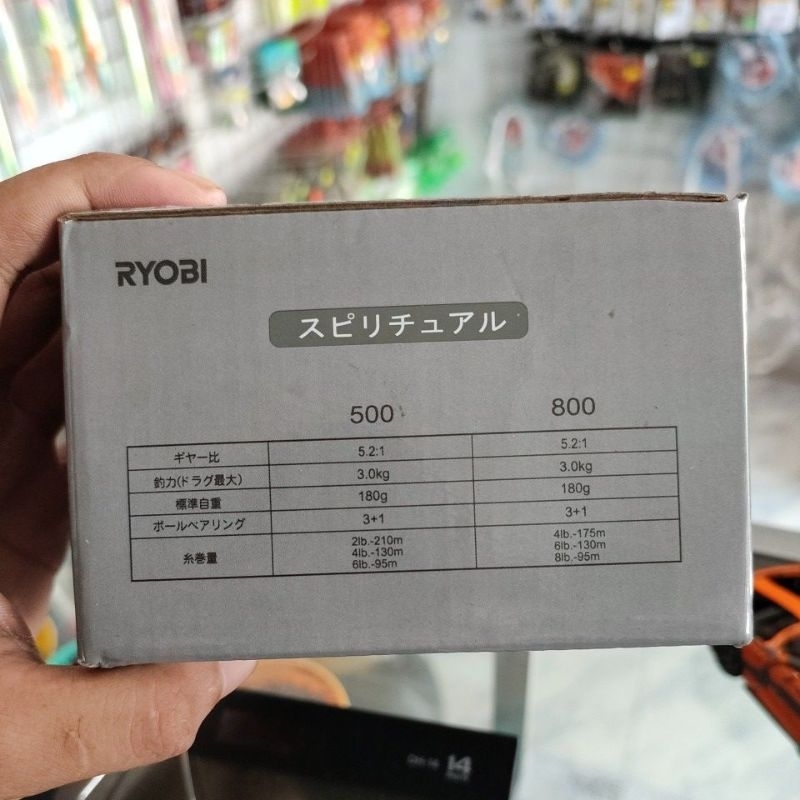 RYOBI
スピリチュアル
500 800
ギヤー比 5.2:1 5.2:1
釣力(ドラグ最大) 3.0kg 3.0kg
標準自重 180g 180g
ボールベアリング 3+1 3+1
糸巻量 2lb.-210m 4lb.-175m
4lb.-130m 6lb.-130m
6lb.-95m 8lb.-95m
14